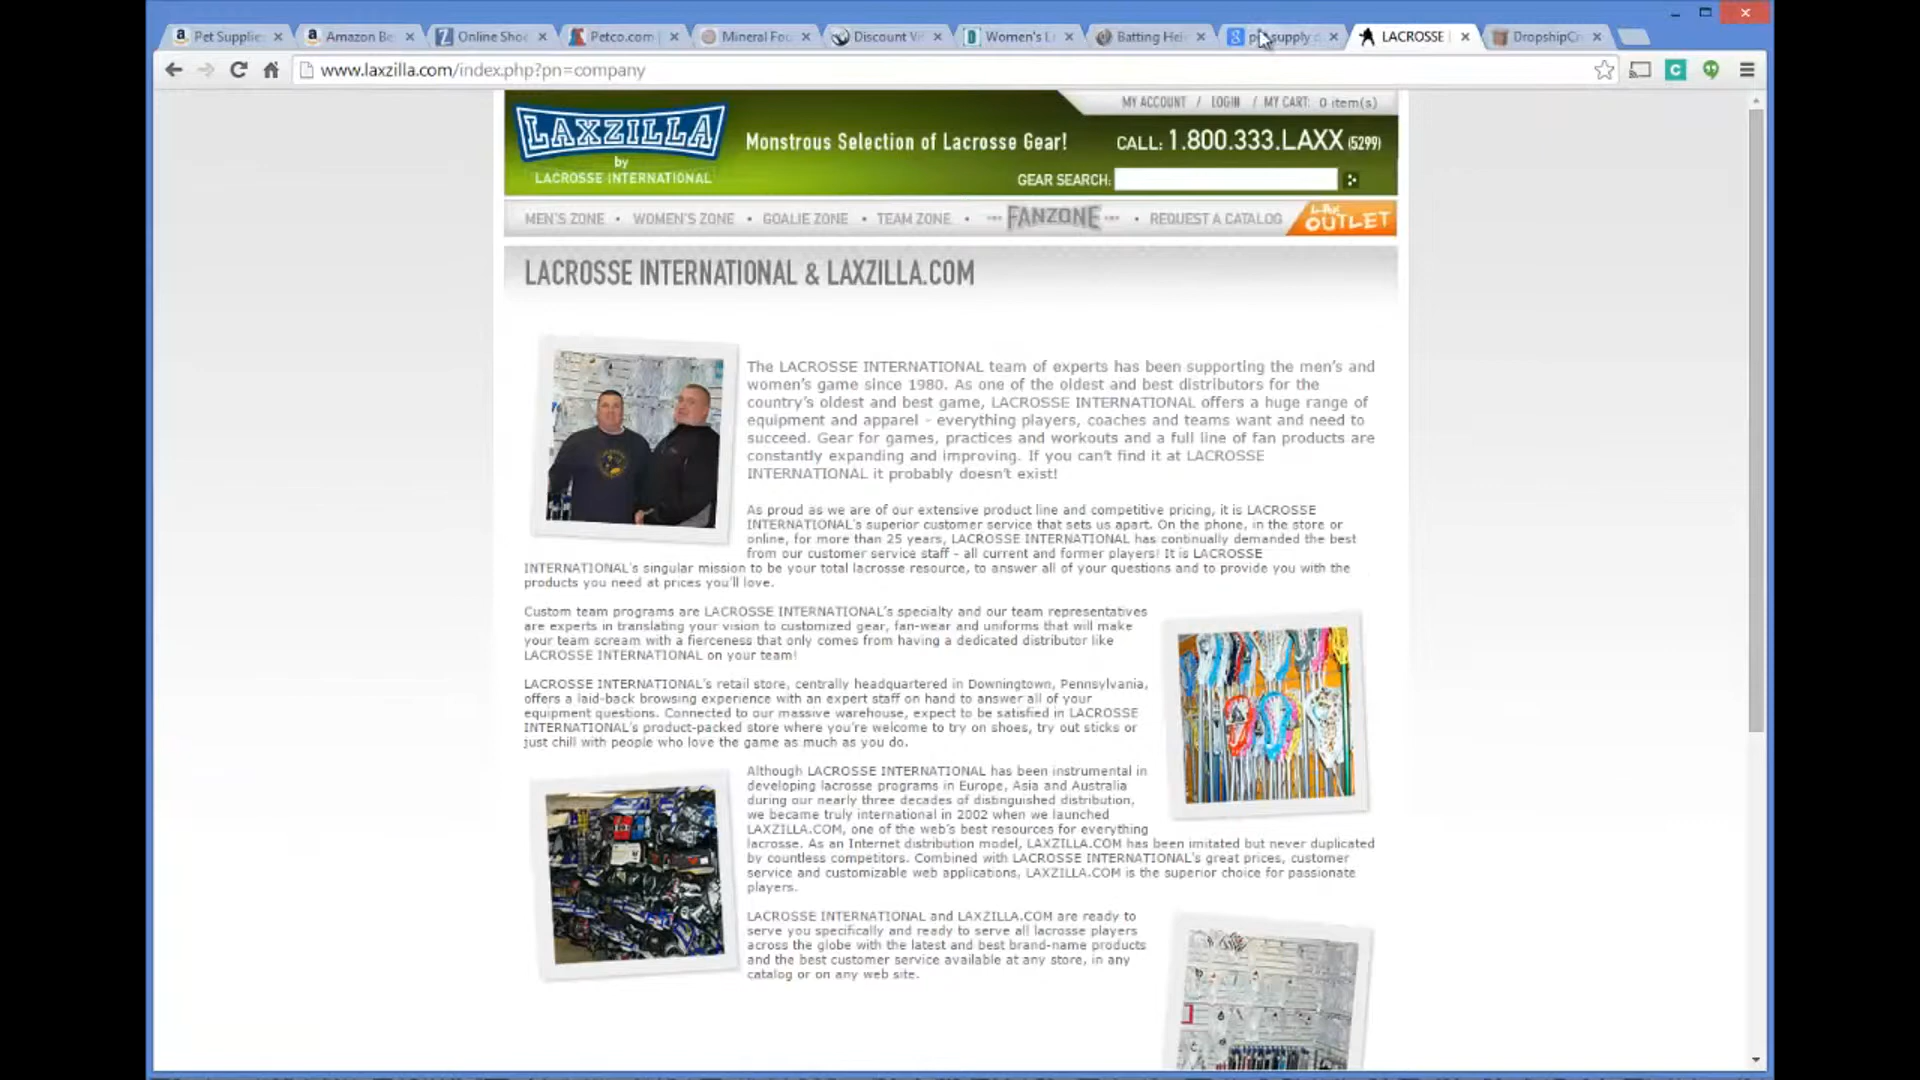 Pet Supplie
Amazon Be
Online Sho
Petco.com |
Mineral Fou
Discount Vi
Women's L
Batting Hel
supply
LACROSSE |
DropshipCr
www.laxzilla.com/index.php?pn=company
MY ACCOUNT / LOGIN / MY CART: 0 item(s)
LAXZILLA
by
LACROSSE INTERNATIONAL
Monstrous Selection of Lacrosse Gear!
CALL: 1.800.333.LAXX (5299)
GEAR SEARCH:
MEN'S ZONE • WOMEN'S ZONE • GOALIE ZONE • TEAM ZONE • FANZONE • REQUEST A CATALOG
LAX
OUTLET
LACROSSE INTERNATIONAL & LAXZILLA.COM
The LACROSSE INTERNATIONAL team of experts has been supporting the men's and
women's game since 1980. As one of the oldest and best distributors for the
country's oldest and best game, LACROSSE INTERNATIONAL offers a huge range of
equipment and apparel - everything players, coaches and teams want and need to
succeed. Gear for games, practices and workouts and a full line of fan products are
constantly expanding and improving. If you can't find it at LACROSSE
INTERNATIONAL it probably doesn't exist!
As proud as we are of our extensive product line and competitive pricing, it is LACROSSE
INTERNATIONAL's superior customer service that sets us apart. On the phone, in the store or
online, for more than 25 years, LACROSSE INTERNATIONAL has continually demanded the best
from our customer service staff - all current and former players! It is LACROSSE
INTERNATIONAL's singular mission to be your total lacrosse resource, to answer all of your questions and to provide you with the
products you need at prices you'll love.
Custom team programs are LACROSSE INTERNATIONAL's specialty and our team representatives
are experts in translating your vision to customized gear, fan-wear and uniforms that will make
your team scream with a fierceness that only comes from having a dedicated distributor like
LACROSSE INTERNATIONAL on your team!
LACROSSE INTERNATIONAL's retail store, centrally headquartered in Downingtown, Pennsylvania,
offers a laid-back browsing experience with an expert staff on hand to answer all of your
equipment questions. Connected to our massive warehouse, expect to be satisfied in LACROSSE
INTERNATIONAL's product-packed store where you're welcome to try on shoes, try out sticks or
just chill with people who love the game as much as you do.
Although LACROSSE INTERNATIONAL has been instrumental in
developing lacrosse programs in Europe, Asia and Australia
during our nearly three decades of distinguished distribution,
we became truly international in 2002 when we launched
LAXZILLA.COM, one of the web's best resources for everything
lacrosse. As an Internet distribution model, LAXZILLA.COM has been imitated but never duplicated
by countless competitors. Combined with LACROSSE INTERNATIONAL's great prices, customer
service and customizable web applications, LAXZILLA.COM is the superior choice for passionate
players.
LACROSSE INTERNATIONAL and LAXZILLA.COM are ready to
serve you specifically and ready to serve all lacrosse players
across the globe with the latest and best brand-name products
and the best customer service available at any store, in any
catalog or on any web site.